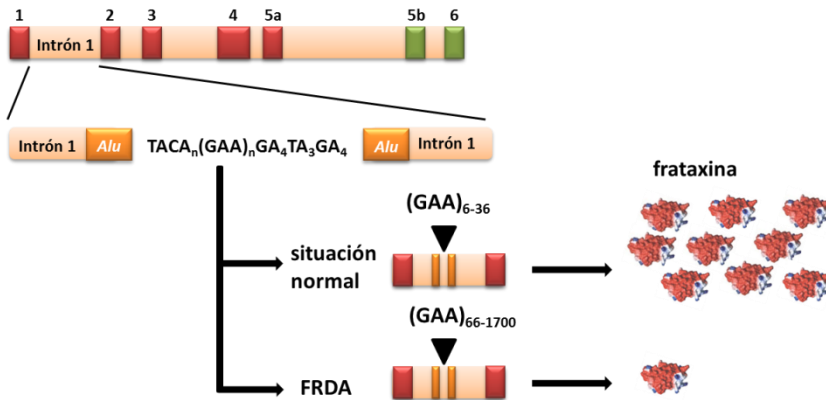 1 2 3 4 5a 5b 6
Intrón 1
Intrón 1 Alu TACAₙ(GAA)ₙGA₄TA₃GA₄ Alu Intrón 1
frataxina
(GAA)₆₋₃₆
situación
normal
(GAA)₆₆₋₁₇₀₀
FRDA